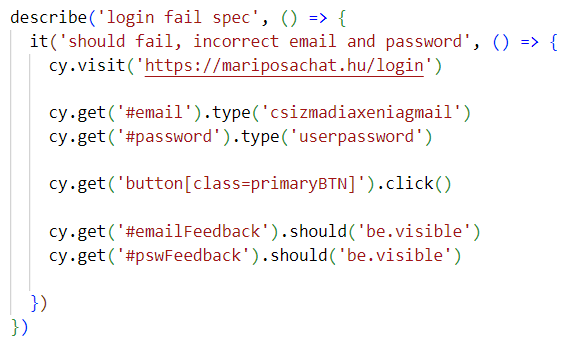 describe('login fail spec', () => {
  it('should fail, incorrect email and password', () => {
    cy.visit('https://mariposachat.hu/login')
    cy.get('#email').type('csizmadiaxeniagmail')
    cy.get('#password').type('userpassword')
    cy.get('button[class=primaryBTN]').click()
    cy.get('#emailFeedback').should('be.visible')
    cy.get('#pswFeedback').should('be.visible')
  })
})